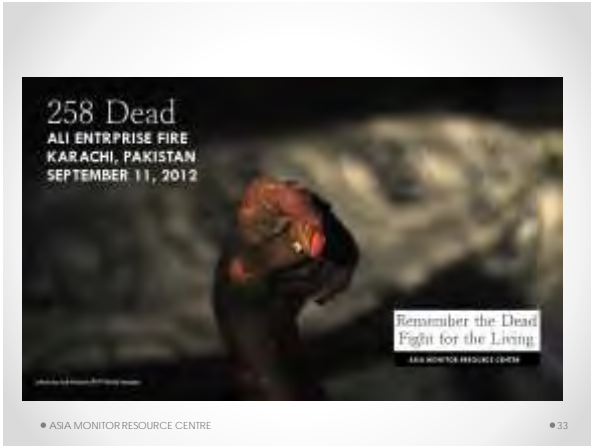 258 Dead
ALI ENTRPRISE FIRE
KARACHI, PAKISTAN
SEPTEMBER 11, 2012
Remember the Dead
Fight for the Living
ASIA MONITOR RESOURCE CENTRE
• ASIA MONITOR RESOURCE CENTRE
• 33